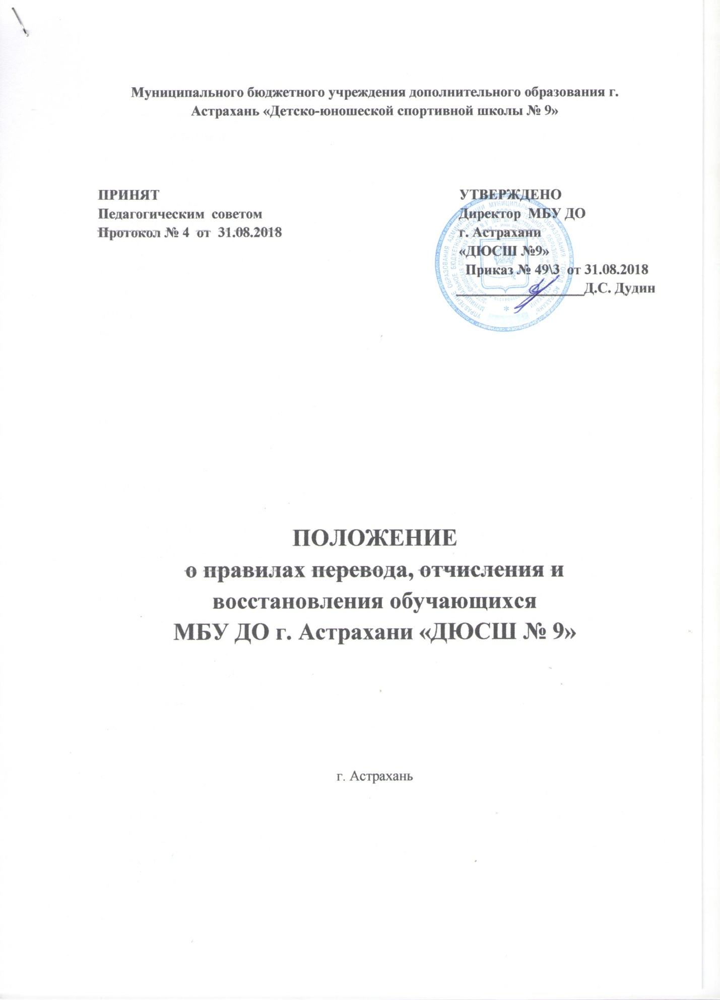 Муниципального бюджетного учреждения дополнительного образования г.
Астрахань «Детско-юношеской спортивной школы № 9»
ПРИНЯТ
Педагогическим советом
Протокол № 4 от 31.08.2018
УТВЕРЖДЕНО
Директор МБУ ДО
г. Астрахани
«ДЮСШ №9»
Приказ № 49\3 от 31.08.2018
Д.С. Дудин
ПОЛОЖЕНИЕ
о правилах перевода, отчисления и
восстановления обучающихся
МБУ ДО г. Астрахани «ДЮСШ № 9»
г. Астрахань